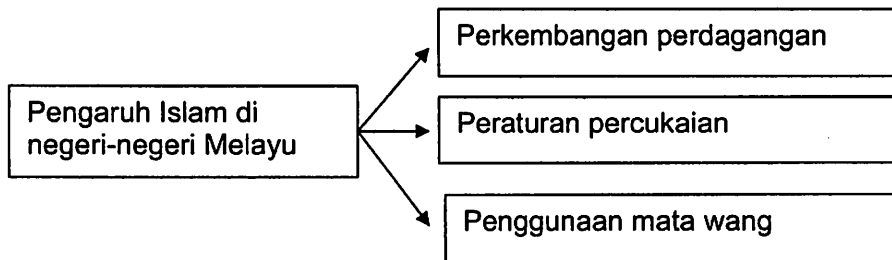 Pengaruh Islam di
negeri-negeri Melayu
Perkembangan perdagangan
Peraturan percukaian
Penggunaan mata wang